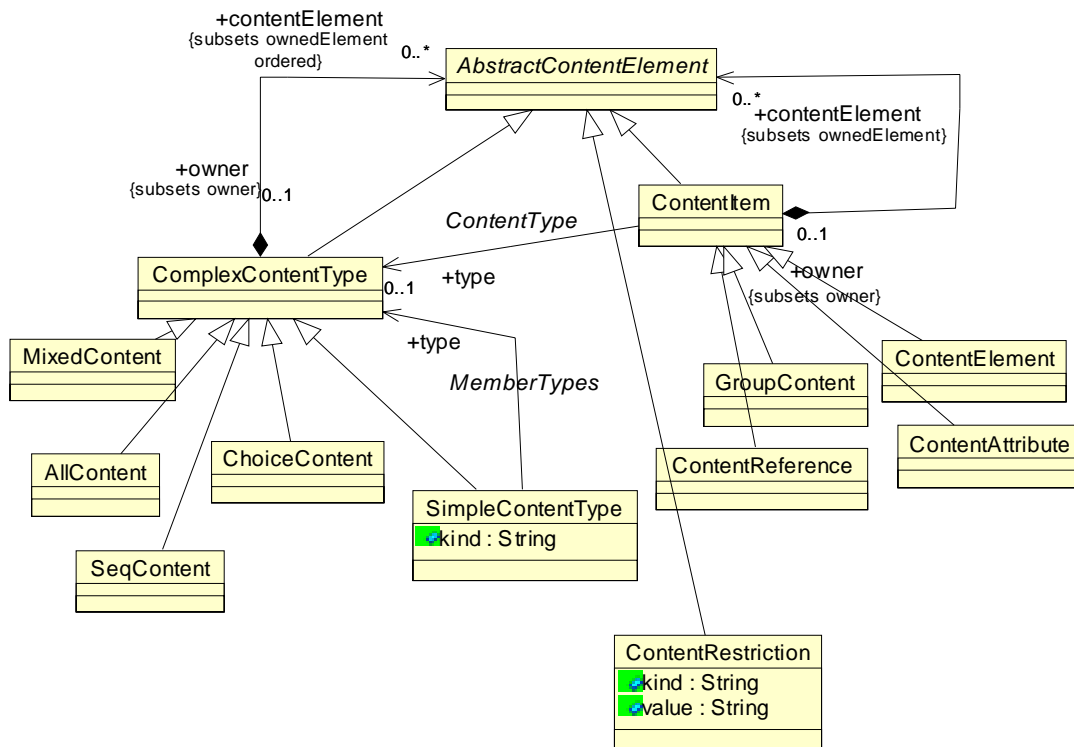 +contentElement
{subsets ownedElement
ordered}
0..*
AbstractContentElement
0..*
+contentElement
{subsets ownedElement}
+owner
{subsets owner}
0..1
ContentItem
0..1
ContentType
+type
+owner
{subsets owner}
ComplexContentType
0..1
+type
MemberTypes
MixedContent
ContentElement
GroupContent
AllContent
ChoiceContent
ContentReference
ContentAttribute
SimpleContentType
kind : String
SeqContent
ContentRestriction
kind : String
value : String